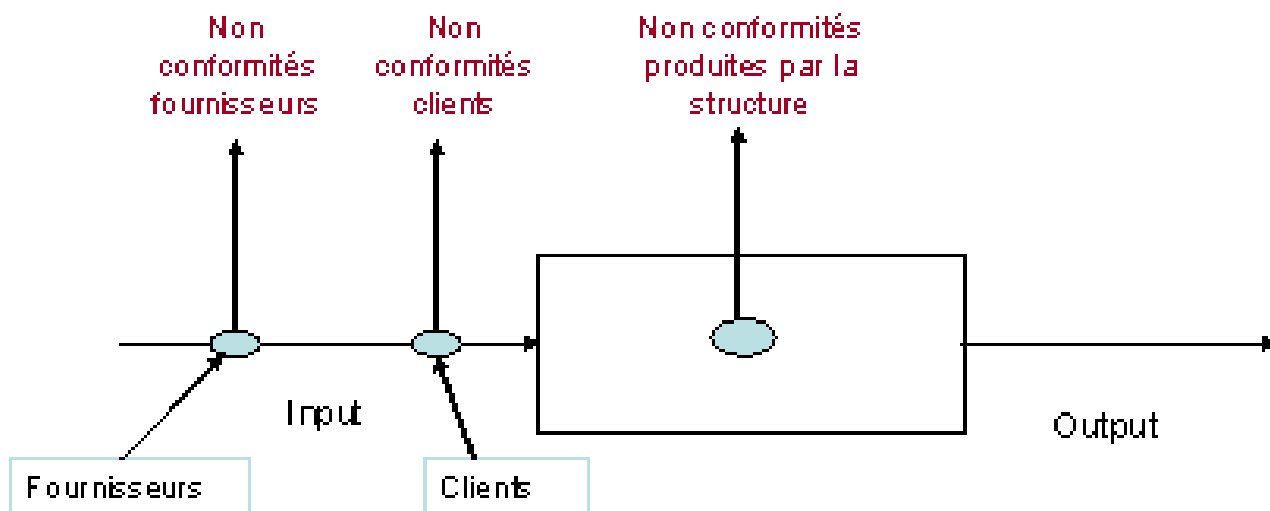 Non
conformités
fournisseurs
Non
conformités
clients
Non conformités
produites par la
structure
Input
Output
Fournisseurs
Clients